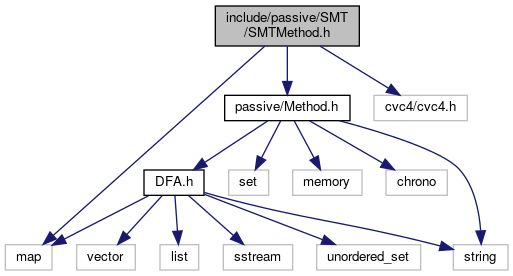 include/passive/SMT
/SMTMethod.h
passive/Method.h
cvc4/cvc4.h
DFA.h
set
memory
chrono
map
vector
list
sstream
unordered_set
string